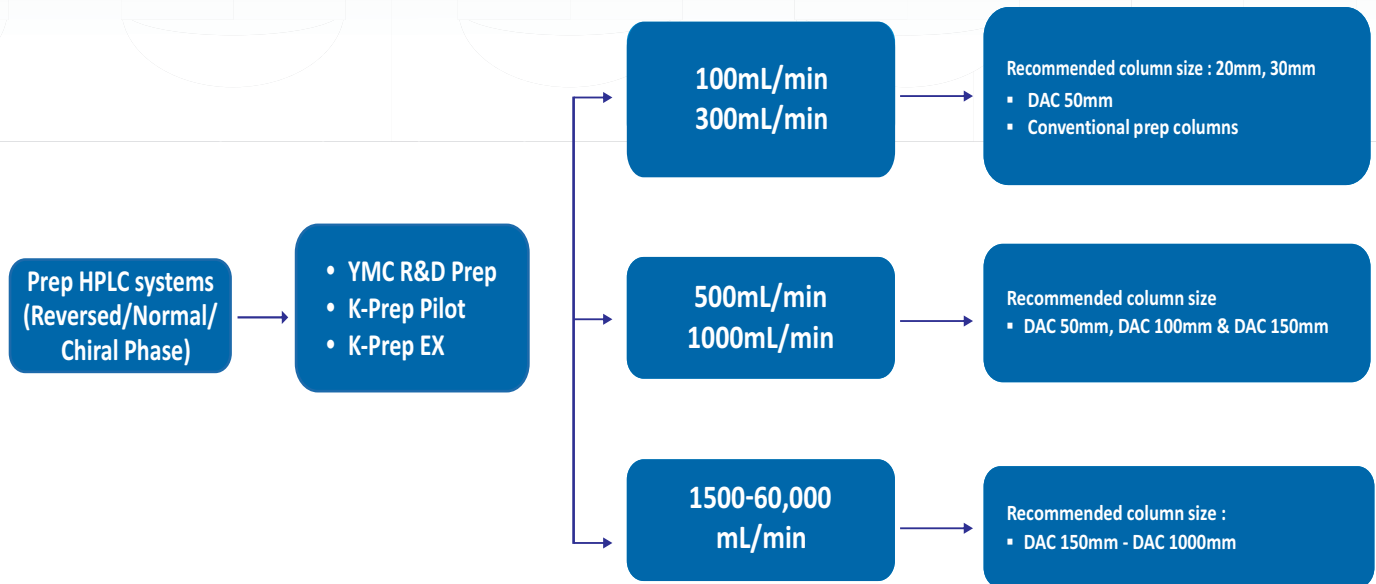 Prep HPLC systems
(Reversed/Normal/
Chiral Phase)
• YMC R&D Prep
• K-Prep Pilot
• K-Prep EX
100mL/min
300mL/min
Recommended column size : 20mm, 30mm
▪ DAC 50mm
▪ Conventional prep columns
500mL/min
1000mL/min
Recommended column size
▪ DAC 50mm, DAC 100mm & DAC 150mm
1500-60,000
mL/min
Recommended column size :
▪ DAC 150mm - DAC 1000mm